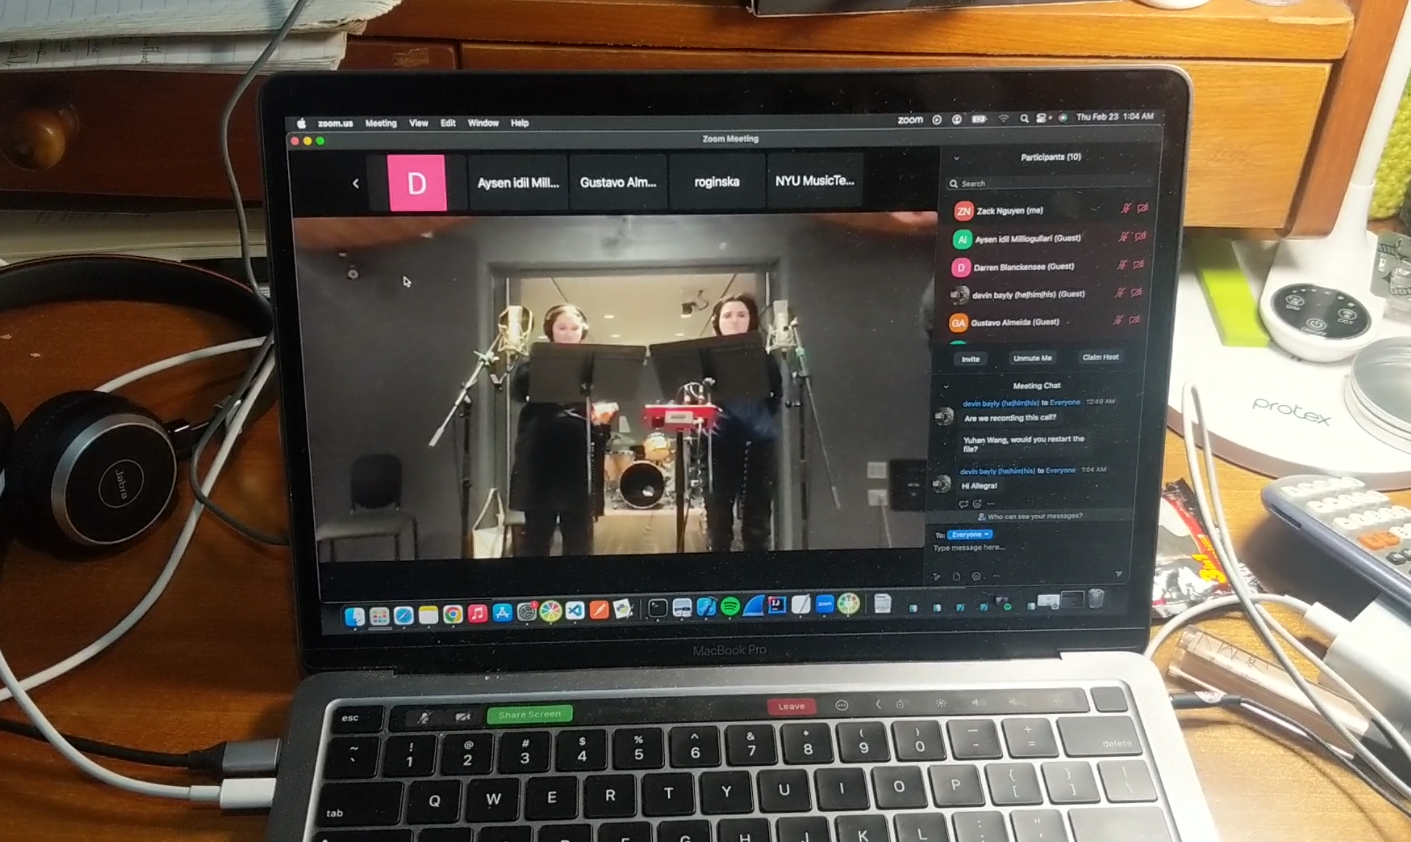 zoom.us Meeting View Edit Window Help
zoom Thu Feb 23 1:04 AM
Zoom Meeting
D
Aysen idil Mill...
Gustavo Alm...
roginska
NYU MusicTe...
Participants (10)
Search
ZN Zack Nguyen (me)
Ai Aysen idil Milliogullari (Guest)
D Darren Blanckensee (Guest)
devin bayly (he|him|his) (Guest)
GA Gustavo Almeida (Guest)
Invite Unmute Me Claim Host
Meeting Chat
devin bayly (he|him|his) to Everyone 12:49 AM
Are we recording this call?
Yuhan Wang, would you restart the
file?
devin bayly (he|him|his) to Everyone 1:04 AM
Hi Allegra!
Who can see your messages?
To: Everyone
Type message here...
MacBook Pro
Jabra
protex
esc Share Screen Leave
~ ` ! 1 @ 2 # 3 $ 4 % 5 ^ 6 & 7 * 8 ( 9 ) 0 — - + = delete
tab Q W E R T Y U I O P { [ } ] | \
H J K L : ; " '